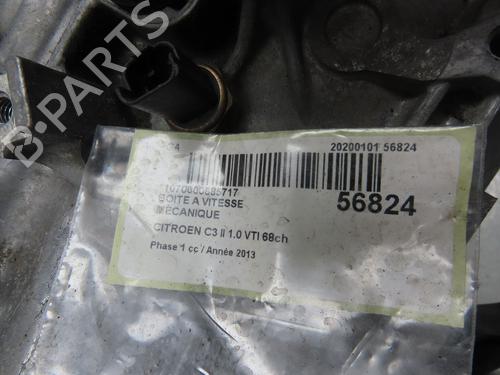 20200101 56824
56824
BOITE A VITESSE
MECANIQUE
CITROEN C3 II 1.0 VTI 68ch
Phase 1 cc / Année 2013
B-PARTS